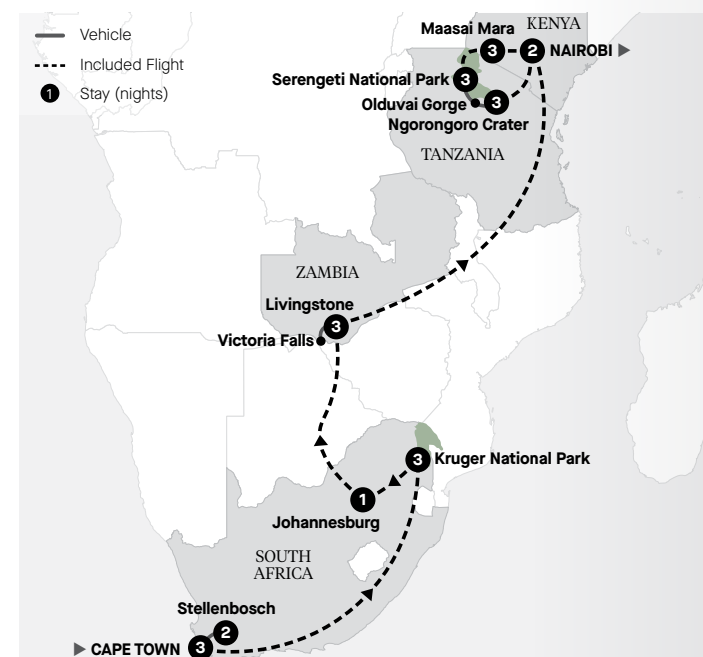 Vehicle
Included Flight
1 Stay (nights)
KENYA
Maasai Mara
3
2 NAIROBI ▶
Serengeti National Park 3
Olduvai Gorge
3
Ngorongoro Crater
TANZANIA
ZAMBIA
Livingstone
3
Victoria Falls
3 Kruger National Park
1
Johannesburg
SOUTH
AFRICA
Stellenbosch
2
▶ CAPE TOWN 3